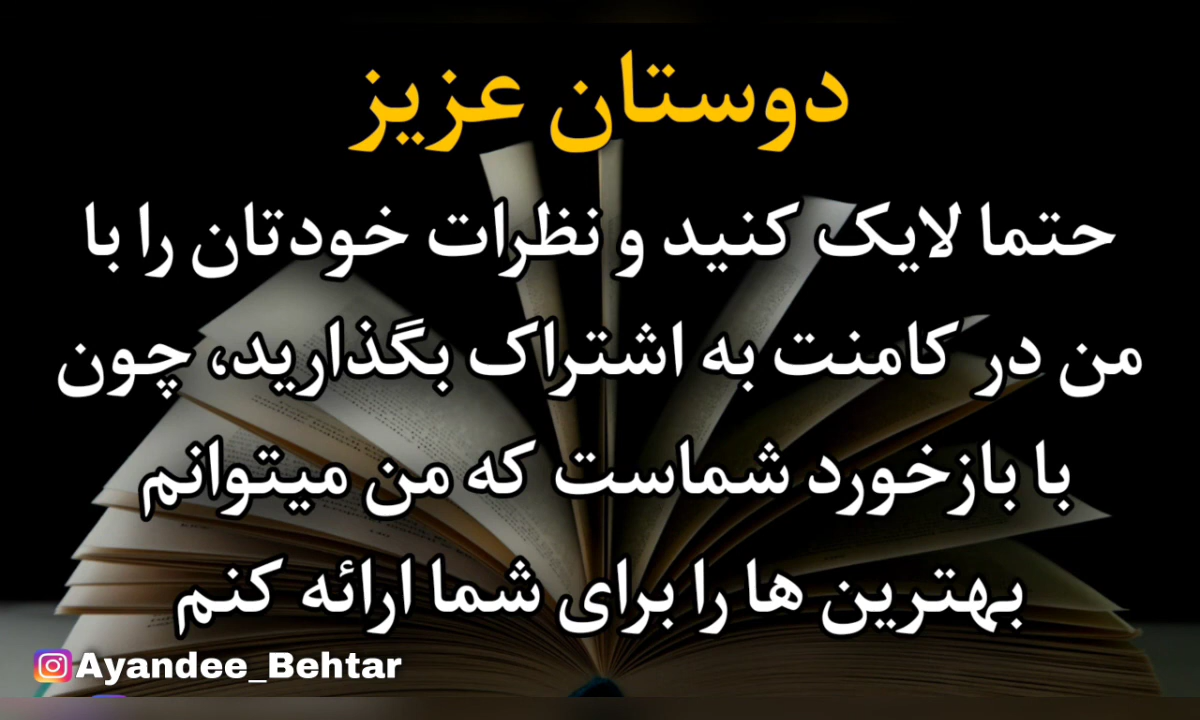 دوستان عزیز
حتما لایک کنید و نظرات خودتان را با
من در کامنت به اشتراک بگذارید، چون
با بازخورد شماست که من میتوانم
بهترین ها را برای شما ارائه کنم
Ayandee_Behtar